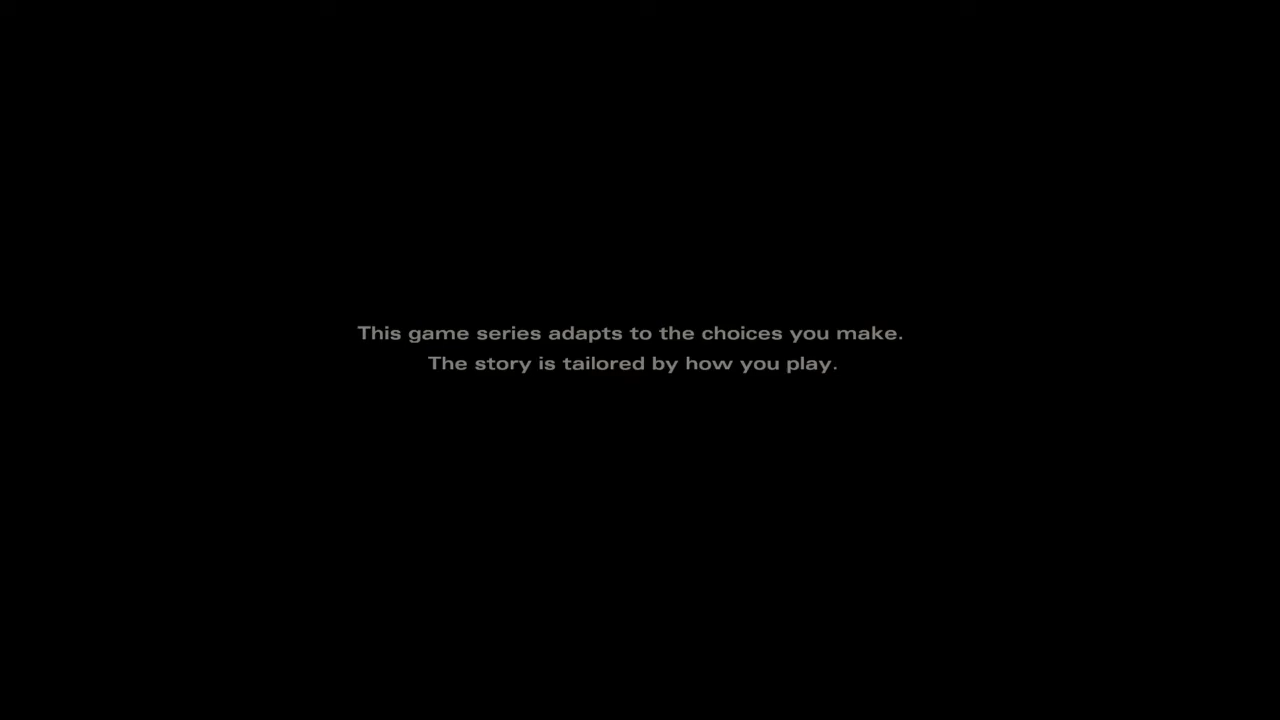 This game series adapts to the choices you make.
The story is tailored by how you play.